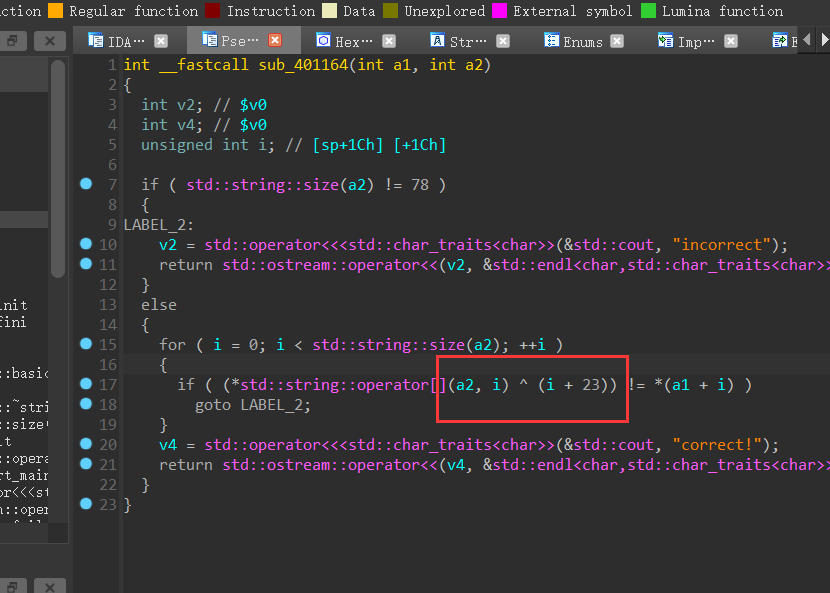 ction Regular function Instruction Data Unexplored External symbol Lumina function
IDA··· Pse··· Hex··· Str··· Enums Imp··· E
1 int __fastcall sub_401164(int a1, int a2)
2 {
3 int v2; // $v0
4 int v4; // $v0
5 unsigned int i; // [sp+1Ch] [+1Ch]
6
7 if ( std::string::size(a2) != 78 )
8 {
9 LABEL_2:
10 v2 = std::operator<<<std::char_traits<char>>(&std::cout, "incorrect");
11 return std::ostream::operator<<(v2, &std::endl<char,std::char_traits<char>>
12 }
13 else
14 {
15 for ( i = 0; i < std::string::size(a2); ++i )
16 {
17 if ( (*std::string::operator[](a2, i) ^ (i + 23)) != *(a1 + i) )
18 goto LABEL_2;
19 }
20 v4 = std::operator<<<std::char_traits<char>>(&std::cout, "correct!");
21 return std::ostream::operator<<(v4, &std::endl<char,std::char_traits<char>>
22 }
23 }
init
fini
::basic
::~stri
::size
it
::opera
rt_main
or<<<st
::oper